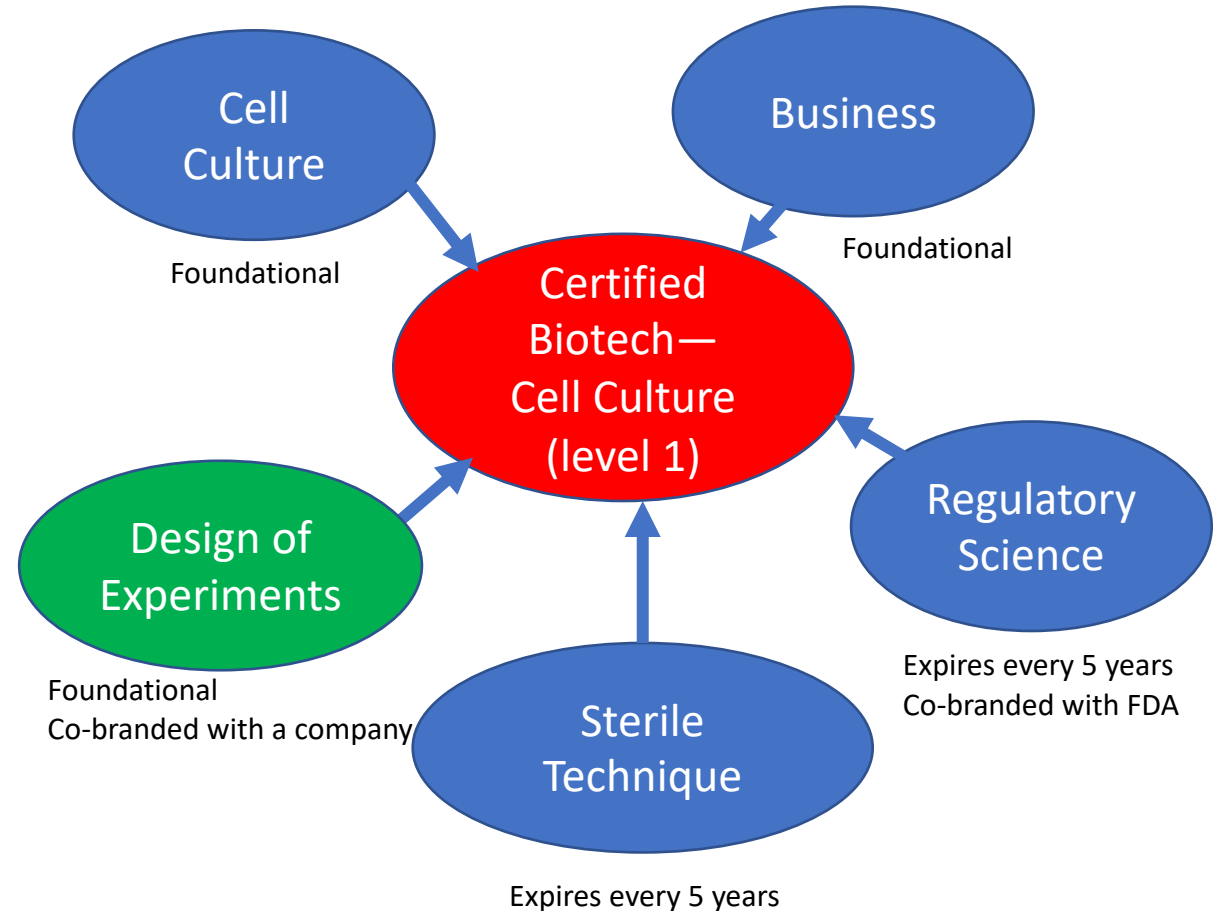 Cell
Culture
Business
Foundational
Foundational
Certified
Biotech—
Cell Culture
(level 1)
Design of
Experiments
Regulatory
Science
Foundational
Co-branded with a company
Expires every 5 years
Co-branded with FDA
Sterile
Technique
Expires every 5 years